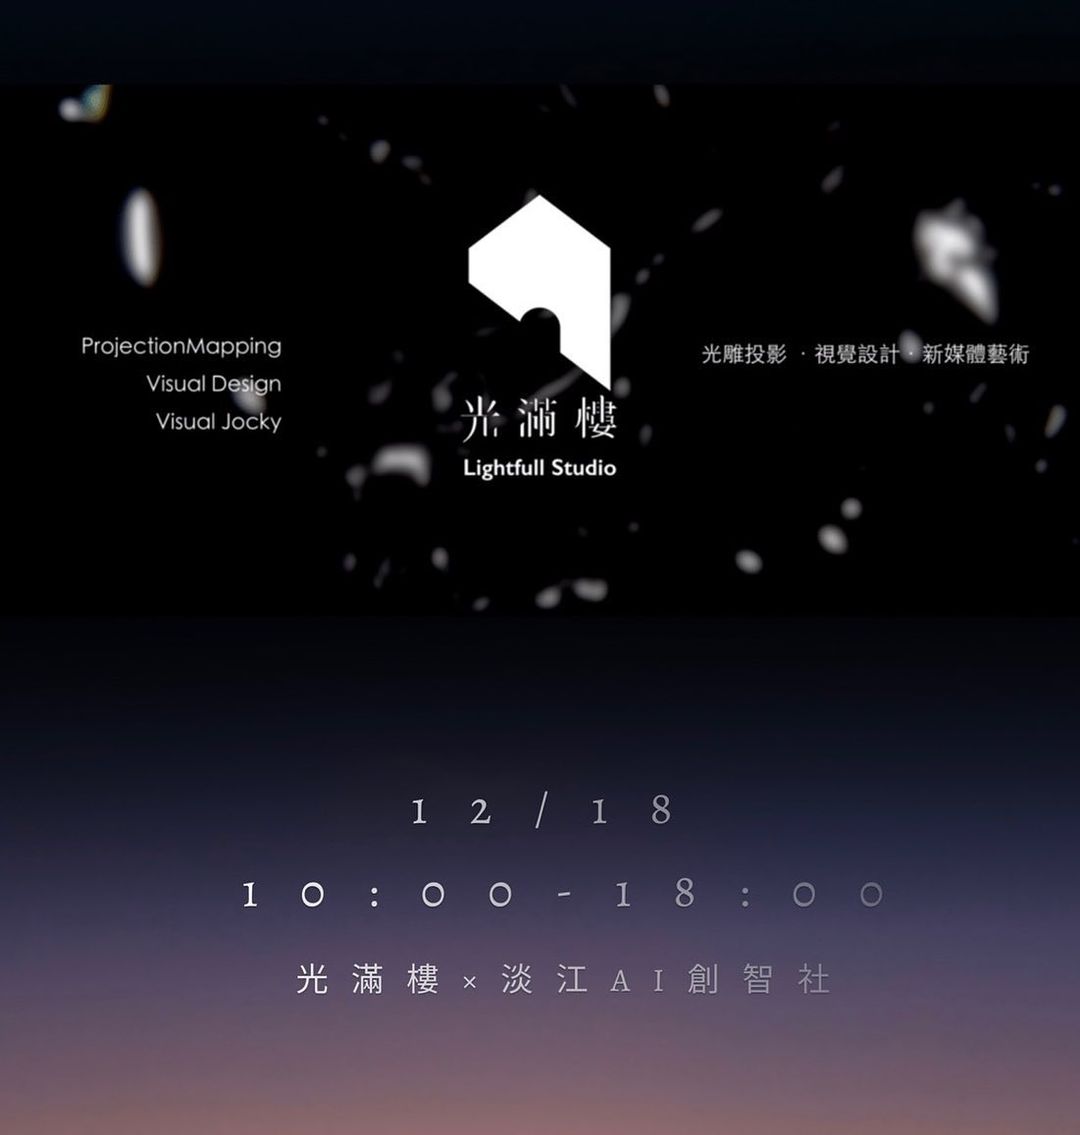 ProjectionMapping
Visual Design
Visual Jocky
光滿樓
Lightfull Studio
光雕投影 · 視覺設計 · 新媒體藝術
12/18
10:00-18:00
光滿樓×淡江AI創智社